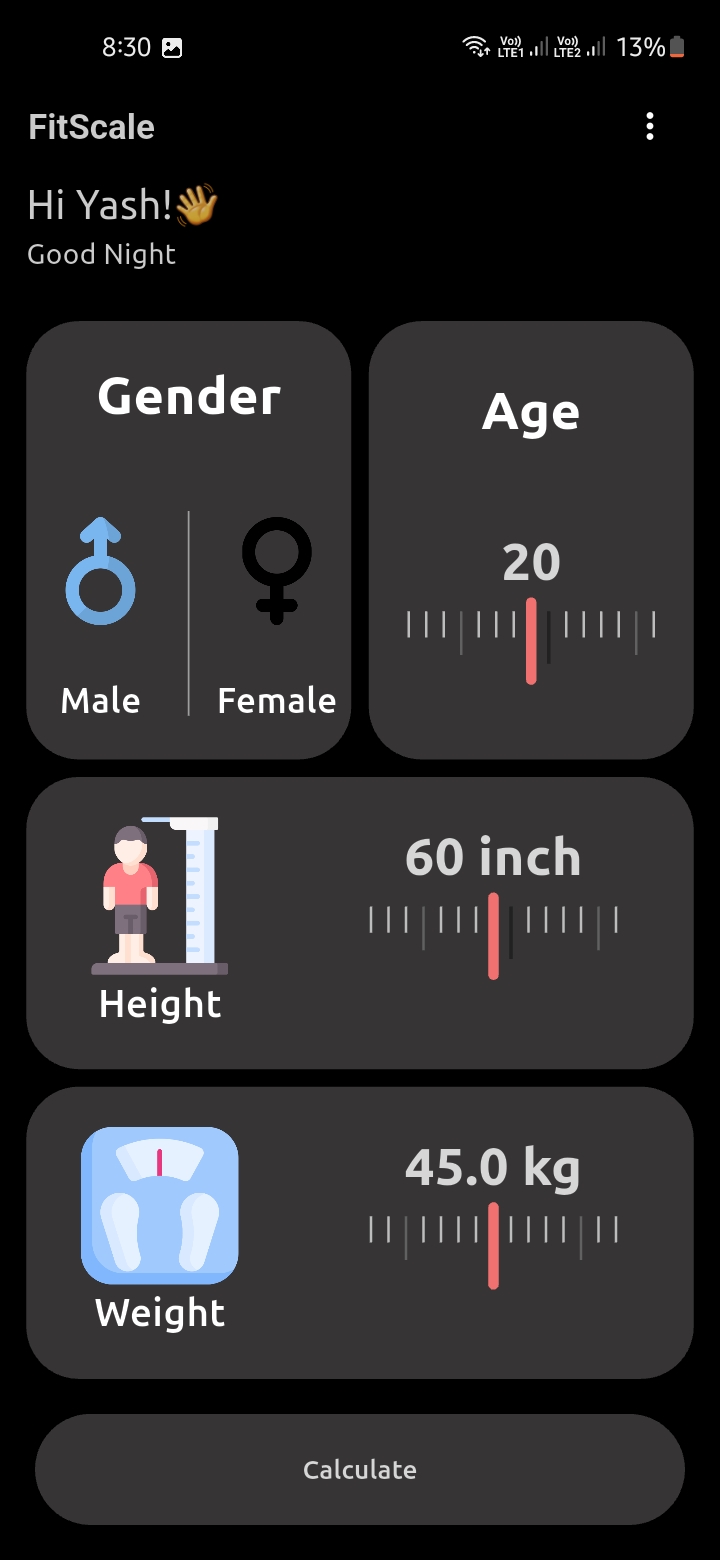 8:30
Vo)) LTE1 Vo)) LTE2 13%
FitScale
Hi Yash!👋
Good Night
Gender
Male
Female
Age
20
60 inch
Height
45.0 kg
Weight
Calculate